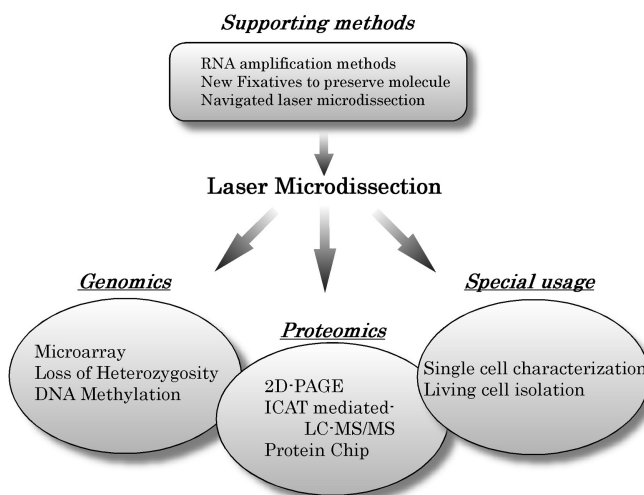 Supporting methods
RNA amplification methods
New Fixatives to preserve molecule
Navigated laser microdissection
Laser Microdissection
Genomics
Microarray
Loss of Heterozygosity
DNA Methylation
Proteomics
2D-PAGE
ICAT mediated-
LC-MS/MS
Protein Chip
Special usage
Single cell characterization
Living cell isolation